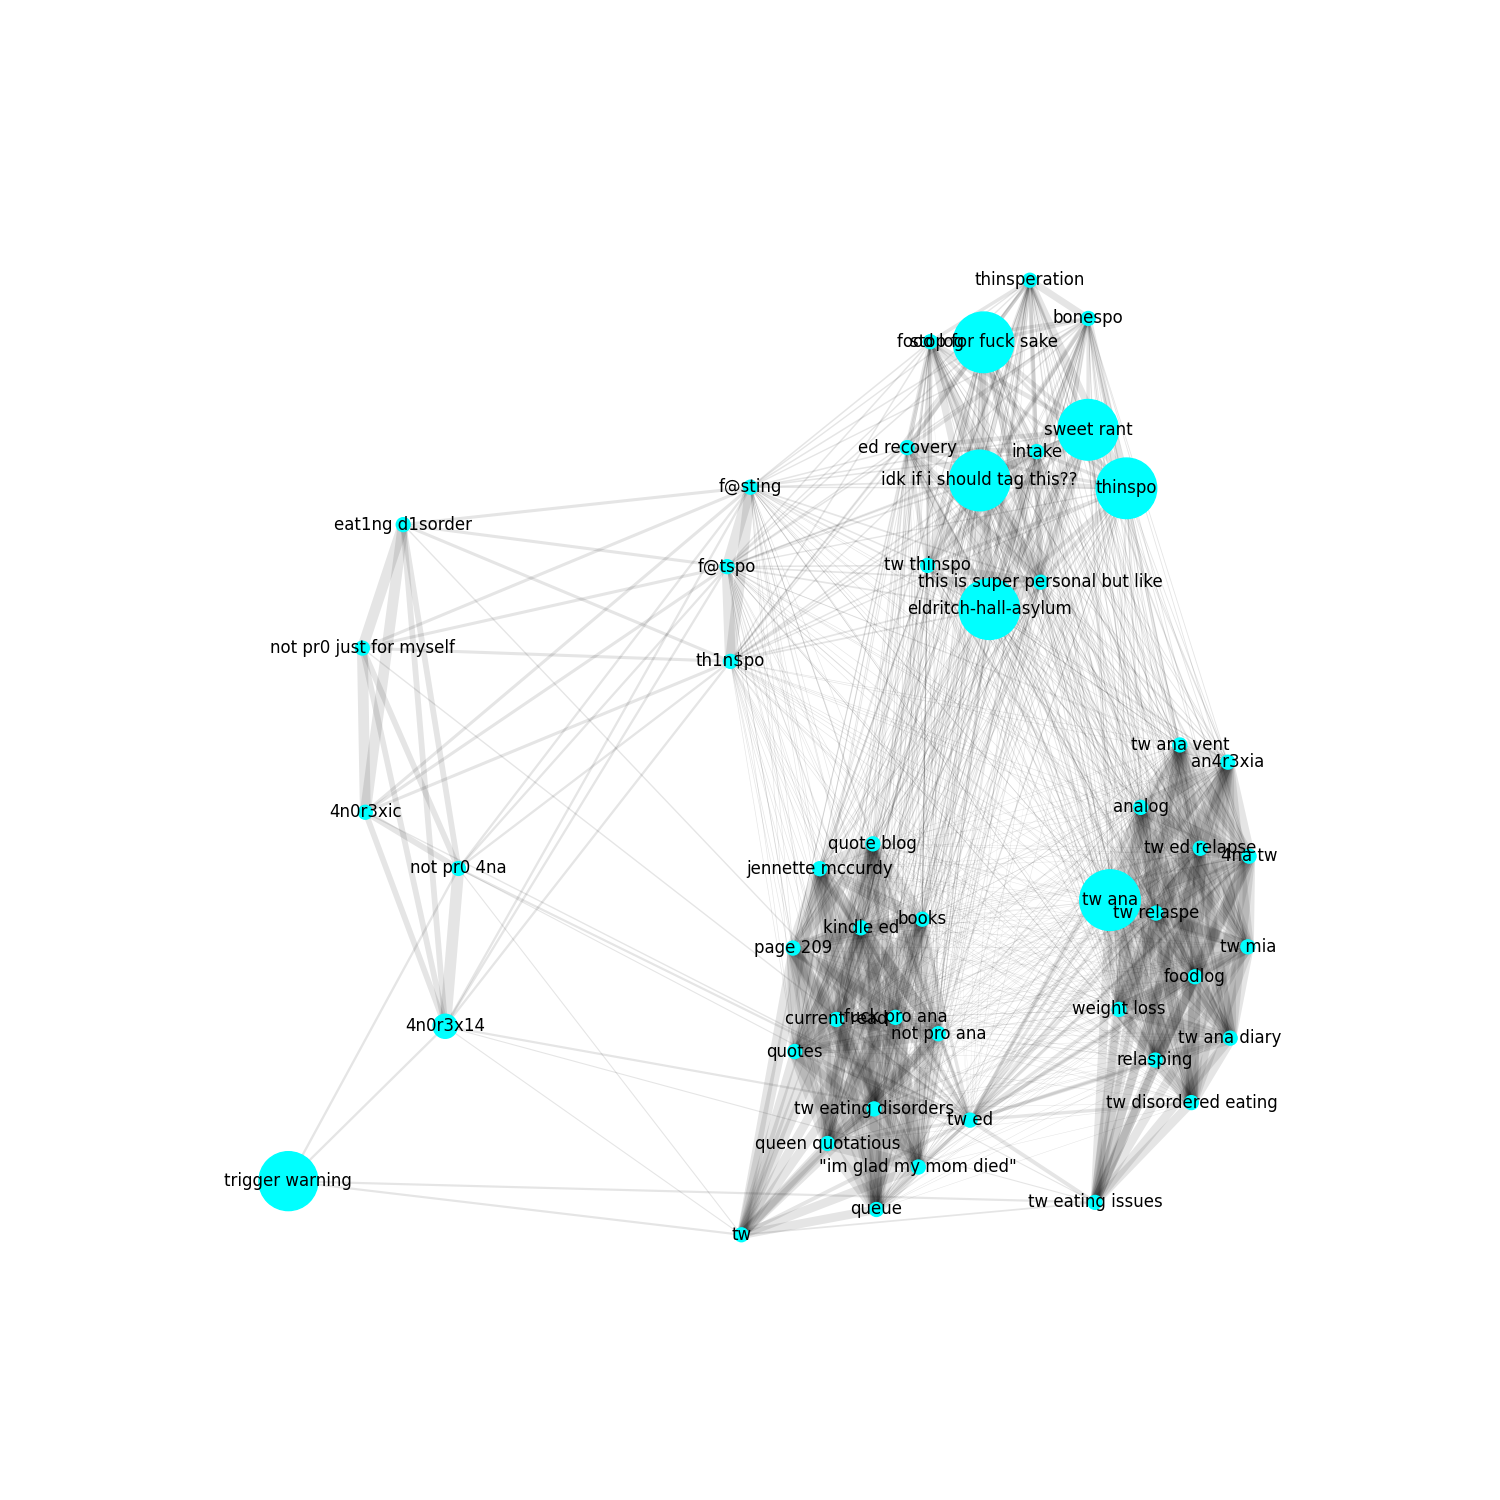 thinsperation
bonespo
food log
stop for fuck sake
sweet rant
ed recovery
intake
idk if i should tag this??
f@sting
thinspo
eat1ng d1sorder
tw thinspo
f@tspo
this is super personal but like
eldritch-hall-asylum
not pr0 just for myself
th1n$po
tw ana vent
an4r3xia
analog
4n0r3xic
quote blog
tw ed relapse
4na tw
not pr0 4na
jennette mccurdy
tw ana
tw relaspe
books
kindle ed
page 209
tw mia
foodlog
weight loss
fuck pro ana
current read
4n0r3x14
not pro ana
tw ana diary
quotes
relasping
tw disordered eating
tw eating disorders
tw ed
queen quotatious
"im glad my mom died"
trigger warning
tw eating issues
queue
tw